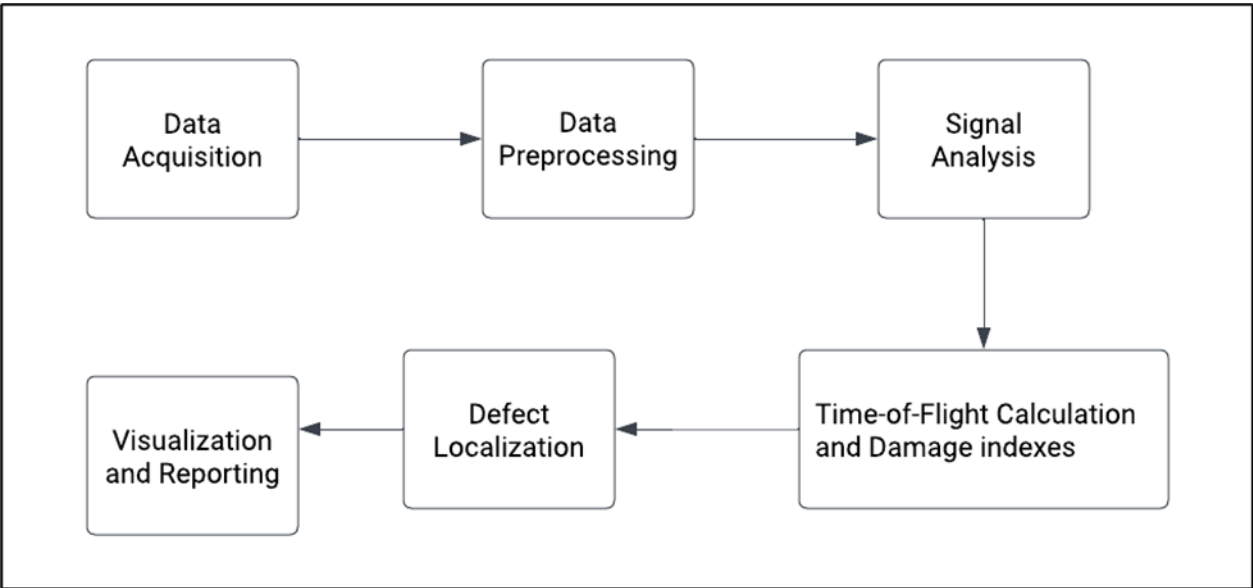 Data
Acquisition
Data
Preprocessing
Signal
Analysis
Time-of-Flight Calculation
and Damage indexes
Defect
Localization
Visualization
and Reporting